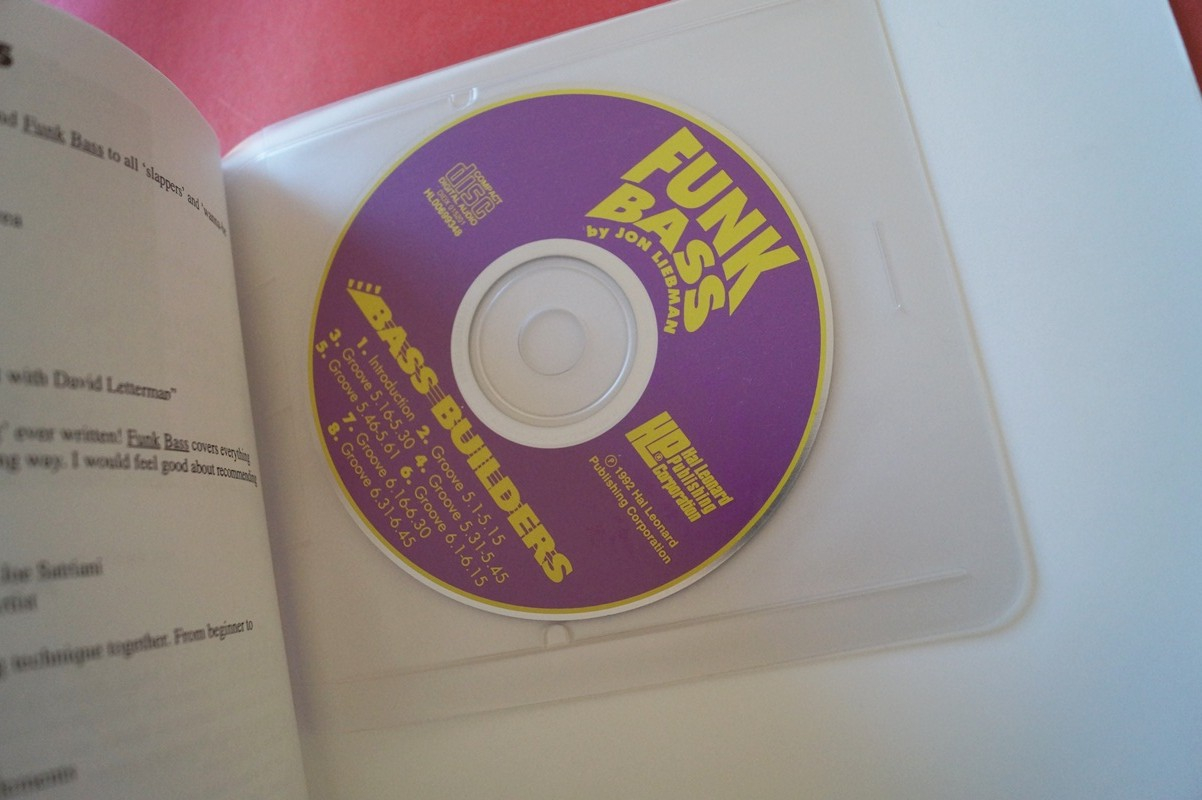 Funk Bass to all 'slappers' and 'wanna-be'
with David Letterman"
ever written! Funk Bass covers everything
way. I would feel good about recommending
Joe Satriani
technique together. From beginner to
COMPACT
disc
DIGITAL AUDIO
HL00699348
FUNK
BASS
by JON LIEBMAN
BASS BUILDERS
1. Introduction 2. Groove 5.1-5.15
3. Groove 5.16-5.30 4. Groove 5.31-5.45
5. Groove 5.46-5.61 6. Groove 6.1-6.15
7. Groove 6.16-6.30
8. Groove 6.31-6.45
HLP
Hal Leonard
Publishing
Corporation
℗ 1992 Hal Leonard
Publishing Corporation